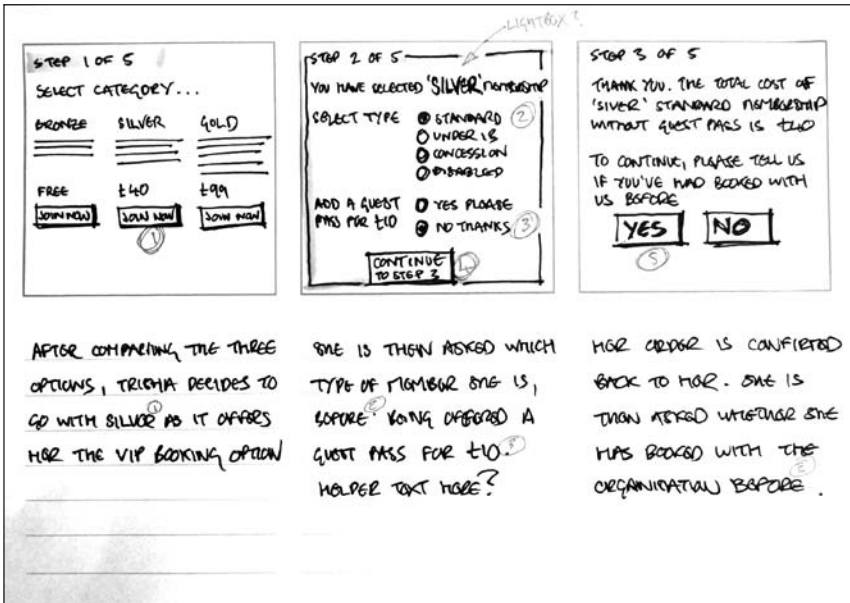 LIGHTBOX?
STEP 1 OF 5
SELECT CATEGORY...
BRONZE SILVER GOLD
FREE £40 £99
JOIN NOW JOIN NOW JOIN NOW
1
STEP 2 OF 5
YOU HAVE SELECTED 'SILVER' MEMBERSHIP
SELECT TYPE STANDARD 2
UNDER 18
CONCESSION
DISABLED
ADD A GUEST YES PLEASE
PASS FOR £10 NO THANKS 3
CONTINUE 4
TO STEP 3
STEP 3 OF 5
THANK YOU. THE TOTAL COST OF
'SIVER' STANDARD MEMBERSHIP
WITHOUT GUEST PASS IS £40
TO CONTINUE, PLEASE TELL US
IF YOU'VE HAD BOOKED WITH
US BEFORE
YES NO
5
AFTER COMPARING THE THREE
OPTIONS, TRISHA DECIDES TO
GO WITH SILVER 1 AS IT OFFERS
HER THE VIP BOOKING OPTION
SHE IS THEN ASKED WHICH
TYPE OF MEMBER SHE IS,
BEFORE 2 BEING OFFERED A
GUEST PASS FOR £10. 3
HELPER TEXT HERE?
HER ORDER IS CONFIRMED
BACK TO HER. SHE IS
THEN ASKED WHETHER SHE
HAS BOOKED WITH THE
ORGANISATION BEFORE.